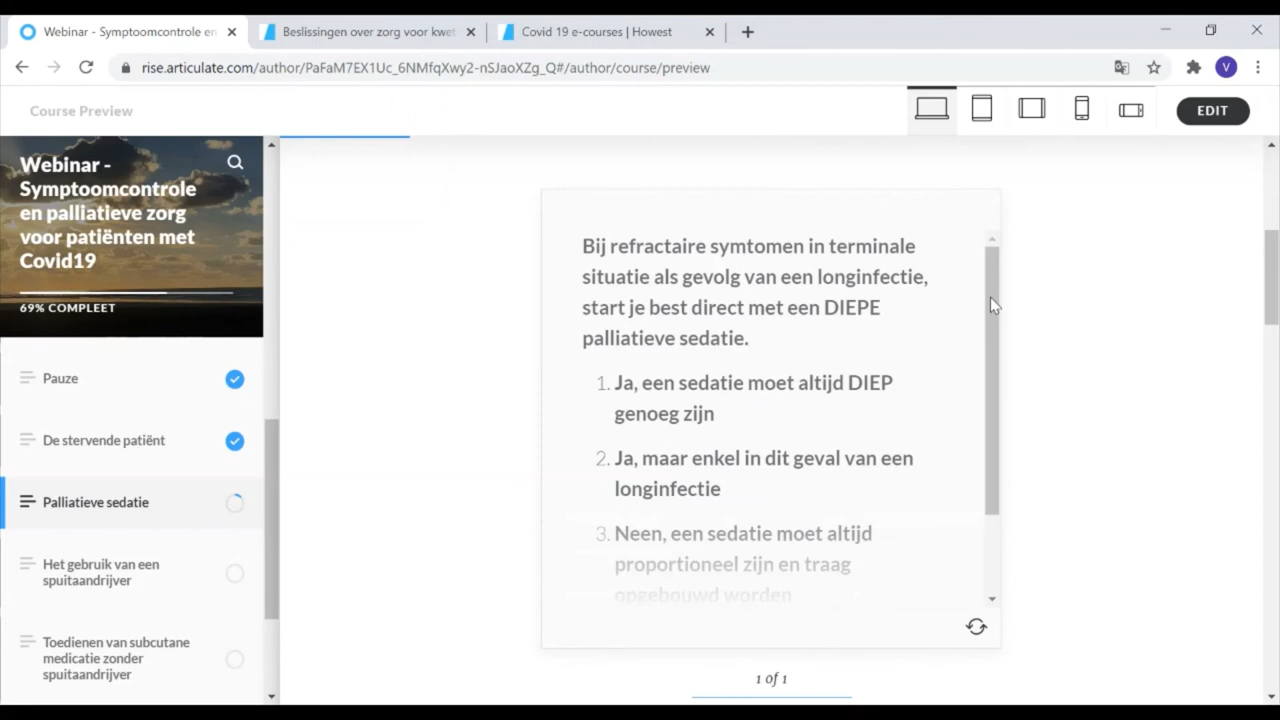 Webinar - Symptoomcontrole en
Beslissingen over zorg voor kwet
Covid 19 e-courses | Howest
rise.articulate.com/author/PaFaM7EX1Uc_6NMfqXwy2-nSJaoXZg_Q#/author/course/preview
V
Course Preview
EDIT
Webinar -
Symptoomcontrole
en palliatieve zorg
voor patiënten met
Covid19
69% COMPLEET
Pauze
De stervende patiënt
Palliatieve sedatie
Het gebruik van een
spuitaandrijver
Toedienen van subcutane
medicatie zonder
spuitaandrijver
Bij refractaire symtomen in terminale
situatie als gevolg van een longinfectie,
start je best direct met een DIEPE
palliatieve sedatie.
1. Ja, een sedatie moet altijd DIEP
genoeg zijn
2. Ja, maar enkel in dit geval van een
longinfectie
3. Neen, een sedatie moet altijd
proportioneel zijn en traag
opgebouwd worden
1 of 1